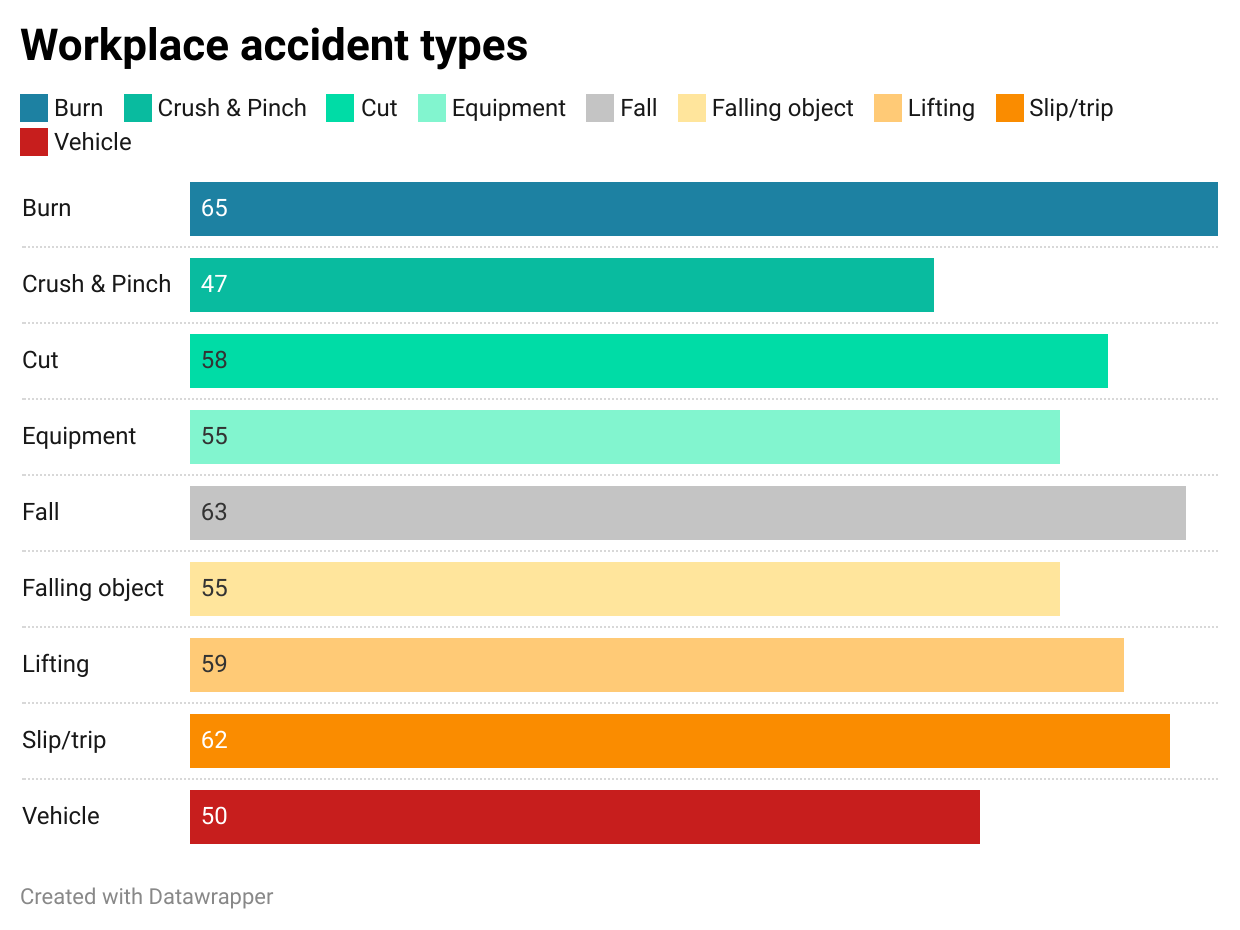 Workplace accident types
Burn Crush & Pinch Cut Equipment Fall Falling object Lifting Slip/trip
Vehicle
Burn 65
Crush & Pinch 47
Cut 58
Equipment 55
Fall 63
Falling object 55
Lifting 59
Slip/trip 62
Vehicle 50
Created with Datawrapper